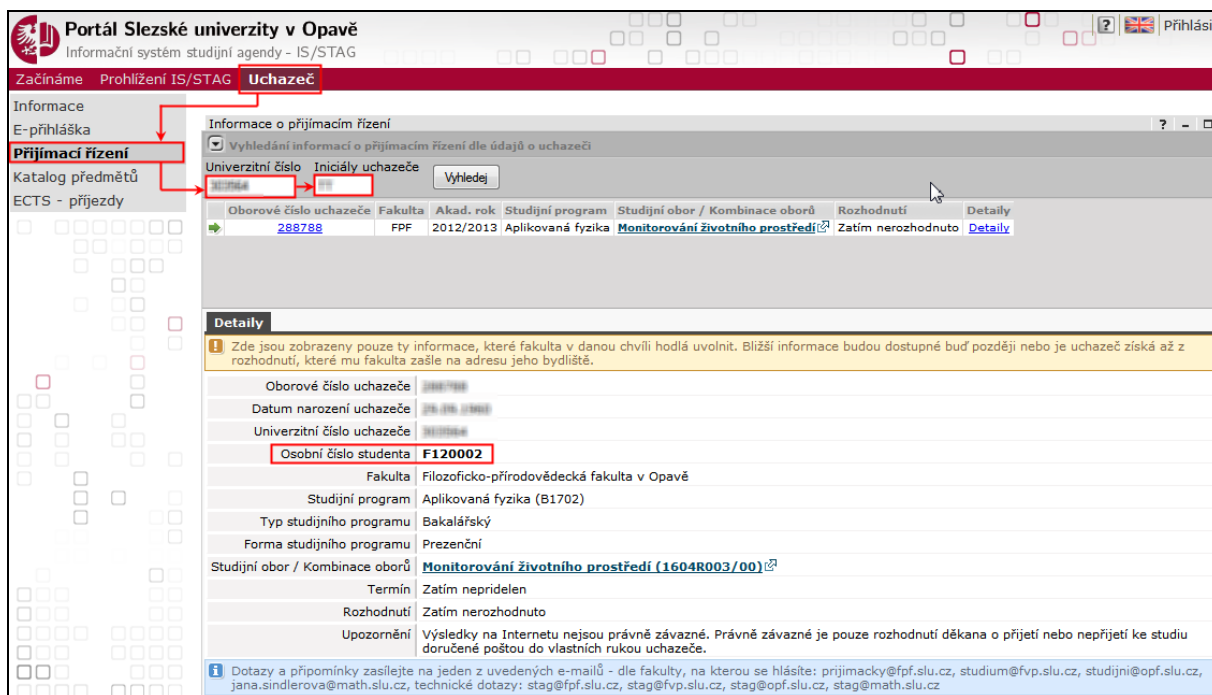 Portál Slezské univerzity v Opavě
Informační systém studijní agendy - IS/STAG
? Přihlási
Začínáme Prohlížení IS/STAG Uchazeč
Informace
E-přihláška
Přijímací řízení
Katalog předmětů
ECTS - příjezdy
Informace o přijímacím řízení ?
Vyhledání informací o přijímacím řízení dle údajů o uchazeči
Univerzitní číslo Iniciály uchazeče
Vyhledej
Oborové číslo uchazeče Fakulta Akad. rok Studijní program Studijní obor / Kombinace oborů Rozhodnutí Detaily
288788 FPF 2012/2013 Aplikovaná fyzika Monitorování životního prostředí Zatím nerozhodnuto Detaily
Detaily
Zde jsou zobrazeny pouze ty informace, které fakulta v danou chvíli hodlá uvolnit. Bližší informace budou dostupné buď později nebo je uchazeč získá až z
rozhodnutí, které mu fakulta zašle na adresu jeho bydliště.
Oborové číslo uchazeče
Datum narození uchazeče
Univerzitní číslo uchazeče
Osobní číslo studenta F120002
Fakulta Filozoficko-přírodovědecká fakulta v Opavě
Studijní program Aplikovaná fyzika (B1702)
Typ studijního programu Bakalářský
Forma studijního programu Prezenční
Studijní obor / Kombinace oborů Monitorování životního prostředí (1604R003/00)
Termín Zatím nepridelen
Rozhodnutí Zatím nerozhodnuto
Upozornění Výsledky na Internetu nejsou právně závazné. Právně závazné je pouze rozhodnutí děkana o přijetí nebo nepřijetí ke studiu
doručené poštou do vlastních rukou uchazeče.
Dotazy a připomínky zasílejte na jeden z uvedených e-mailů - dle fakulty, na kterou se hlásíte: prijimacky@fpf.slu.cz, studium@fvp.slu.cz, studijni@opf.slu.cz,
jana.sindlerova@math.slu.cz, technické dotazy: stag@fpf.slu.cz, stag@fvp.slu.cz, stag@opf.slu.cz, stag@math.slu.cz